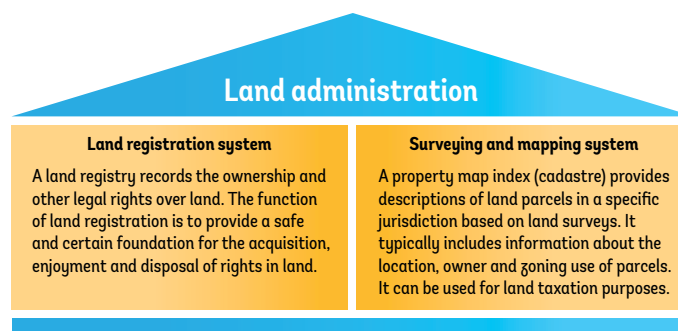 Land administration
Land registration system
A land registry records the ownership and
other legal rights over land. The function
of land registration is to provide a safe
and certain foundation for the acquisition,
enjoyment and disposal of rights in land.
Surveying and mapping system
A property map index (cadastre) provides
descriptions of land parcels in a specific
jurisdiction based on land surveys. It
typically includes information about the
location, owner and zoning use of parcels.
It can be used for land taxation purposes.